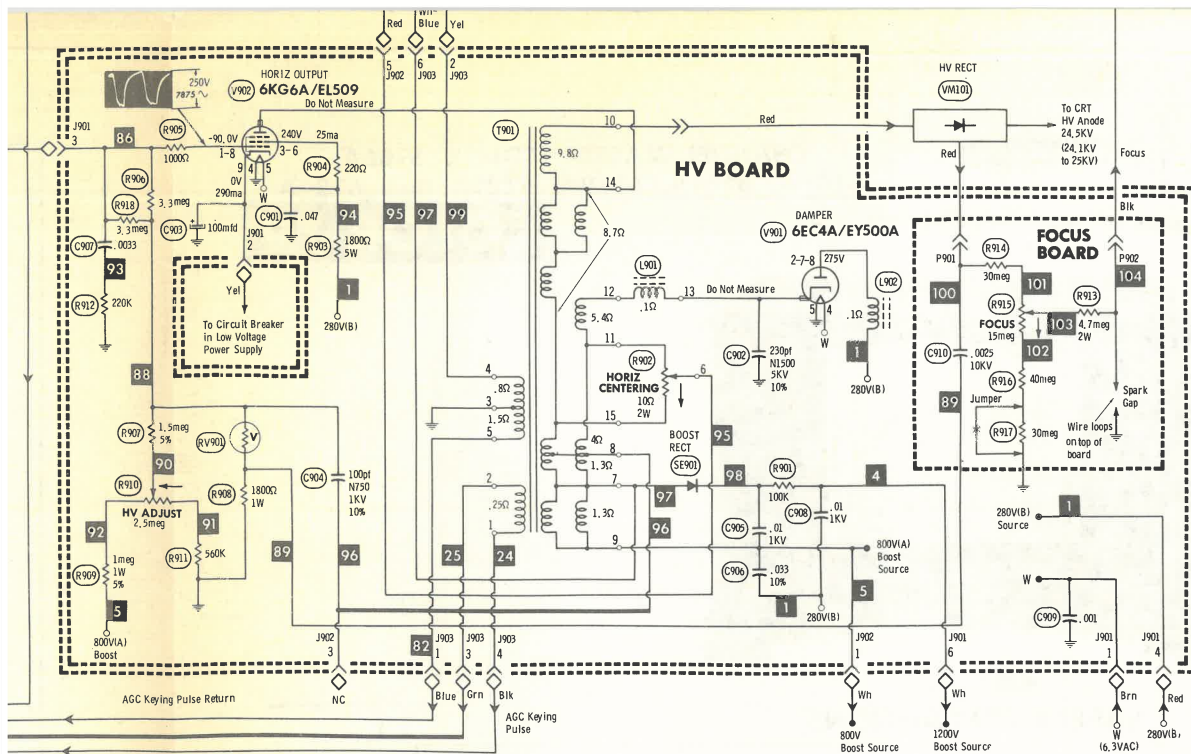 Red
Wh-Blue
Yel
5
J902
6
J903
2
J903
250V
7875
HORIZ OUTPUT
V902
6KG6A/EL509
Do Not Measure
HV RECT
VM101
To CRT
HV Anode
24.5KV
(24.1KV
to 25KV)
Red
Red
Focus
Blk
J901
3
86
R905
1000Ω
-90.0V
1-8
240V
3-6
25ma
9
4
5
W
0V
290ma
R904
220Ω
T901
10
9.8Ω
14
8.7Ω
HV BOARD
R906
3.3meg
R918
3.3meg
C903
100mfd
C901
.047
94
J901
2
R903
1800Ω
5W
1
280V(B)
95
97
99
C907
.0033
93
R912
220K
Yel
To Circuit Breaker
in Low Voltage
Power Supply
DAMPER
V901
6EC4A/EY500A
2-7-8
275V
L901
12
13
.1Ω
Do Not Measure
5
4
W
L902
.1Ω
1
280V(B)
5.4Ω
11
R902
HORIZ
CENTERING
10Ω
2W
6
C902
230pf
N1500
5KV
10%
15
P901
R914
30meg
FOCUS
BOARD
P902
104
100
101
R915
FOCUS
15meg
R913
103
4.7meg
2W
102
C910
.0025
10KV
R916
40meg
89
Jumper
R917
30meg
Spark
Gap
Wire loops
on top of
board
88
4
.8Ω
3
1.5Ω
5
R907
1.5meg
5%
RV901
V
90
R910
HV ADJUST
2.5meg
R908
1800Ω
1W
C904
100pf
N750
1KV
10%
92
91
R909
1meg
1W
5%
R911
560K
89
96
5
800V(A)
Boost
4Ω
8
1.3Ω
7
1.3Ω
9
BOOST
RECT
SE901
95
97
98
96
R901
100K
4
C905
.01
1KV
C908
.01
1KV
C906
.033
10%
1
280V(B)
800V(A)
Boost
Source
5
2
.25Ω
1
25
24
280V(B)
Source
1
W
C909
.001
J902
3
82
J903
1
J903
3
J903
4
J902
1
J901
6
J901
1
J901
4
AGC Keying Pulse Return
NC
Blue
Grn
Blk
AGC Keying
Pulse
Wh
800V
Boost Source
Wh
1200V
Boost Source
Brn
W
(6.3VAC)
Red
280V(B)